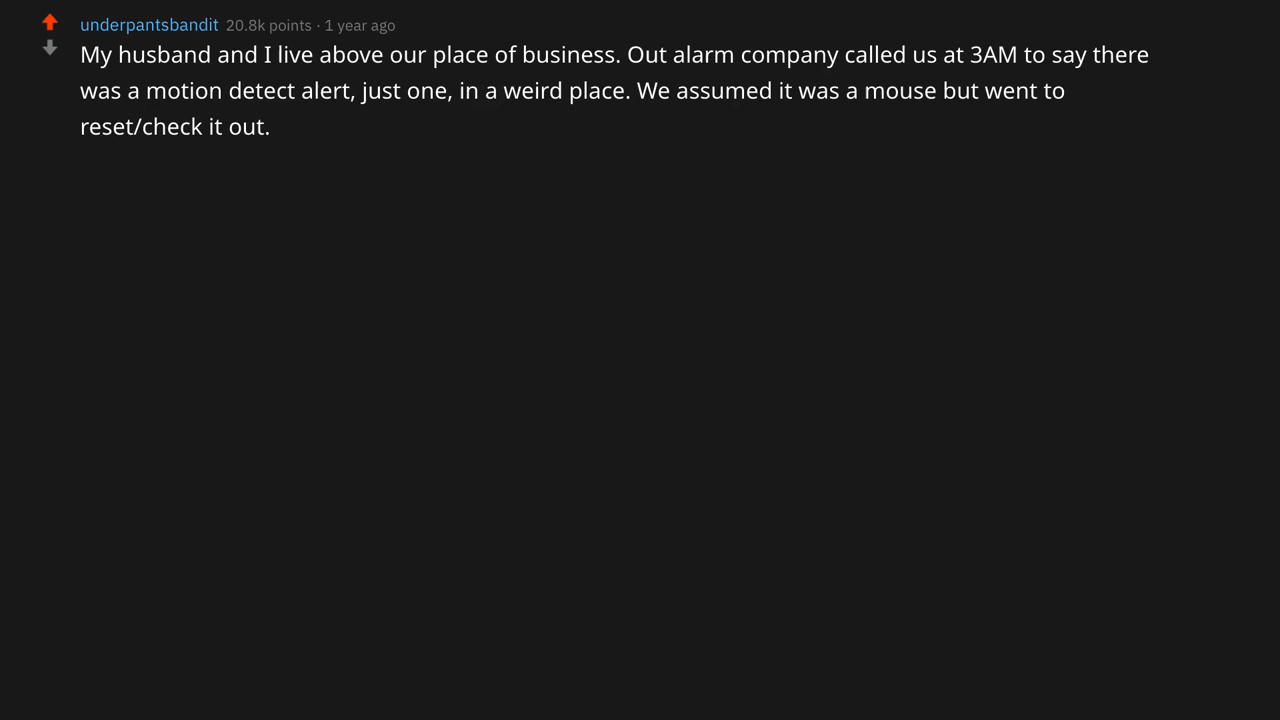 underpantsbandit 20.8k points · 1 year ago
My husband and I live above our place of business. Out alarm company called us at 3AM to say there
was a motion detect alert, just one, in a weird place. We assumed it was a mouse but went to
reset/check it out.